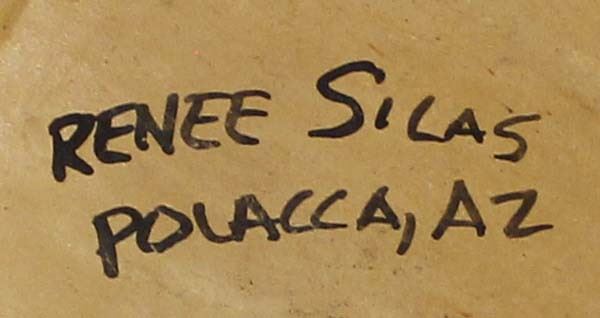 RENEE SILAS
POLACCA, AZ